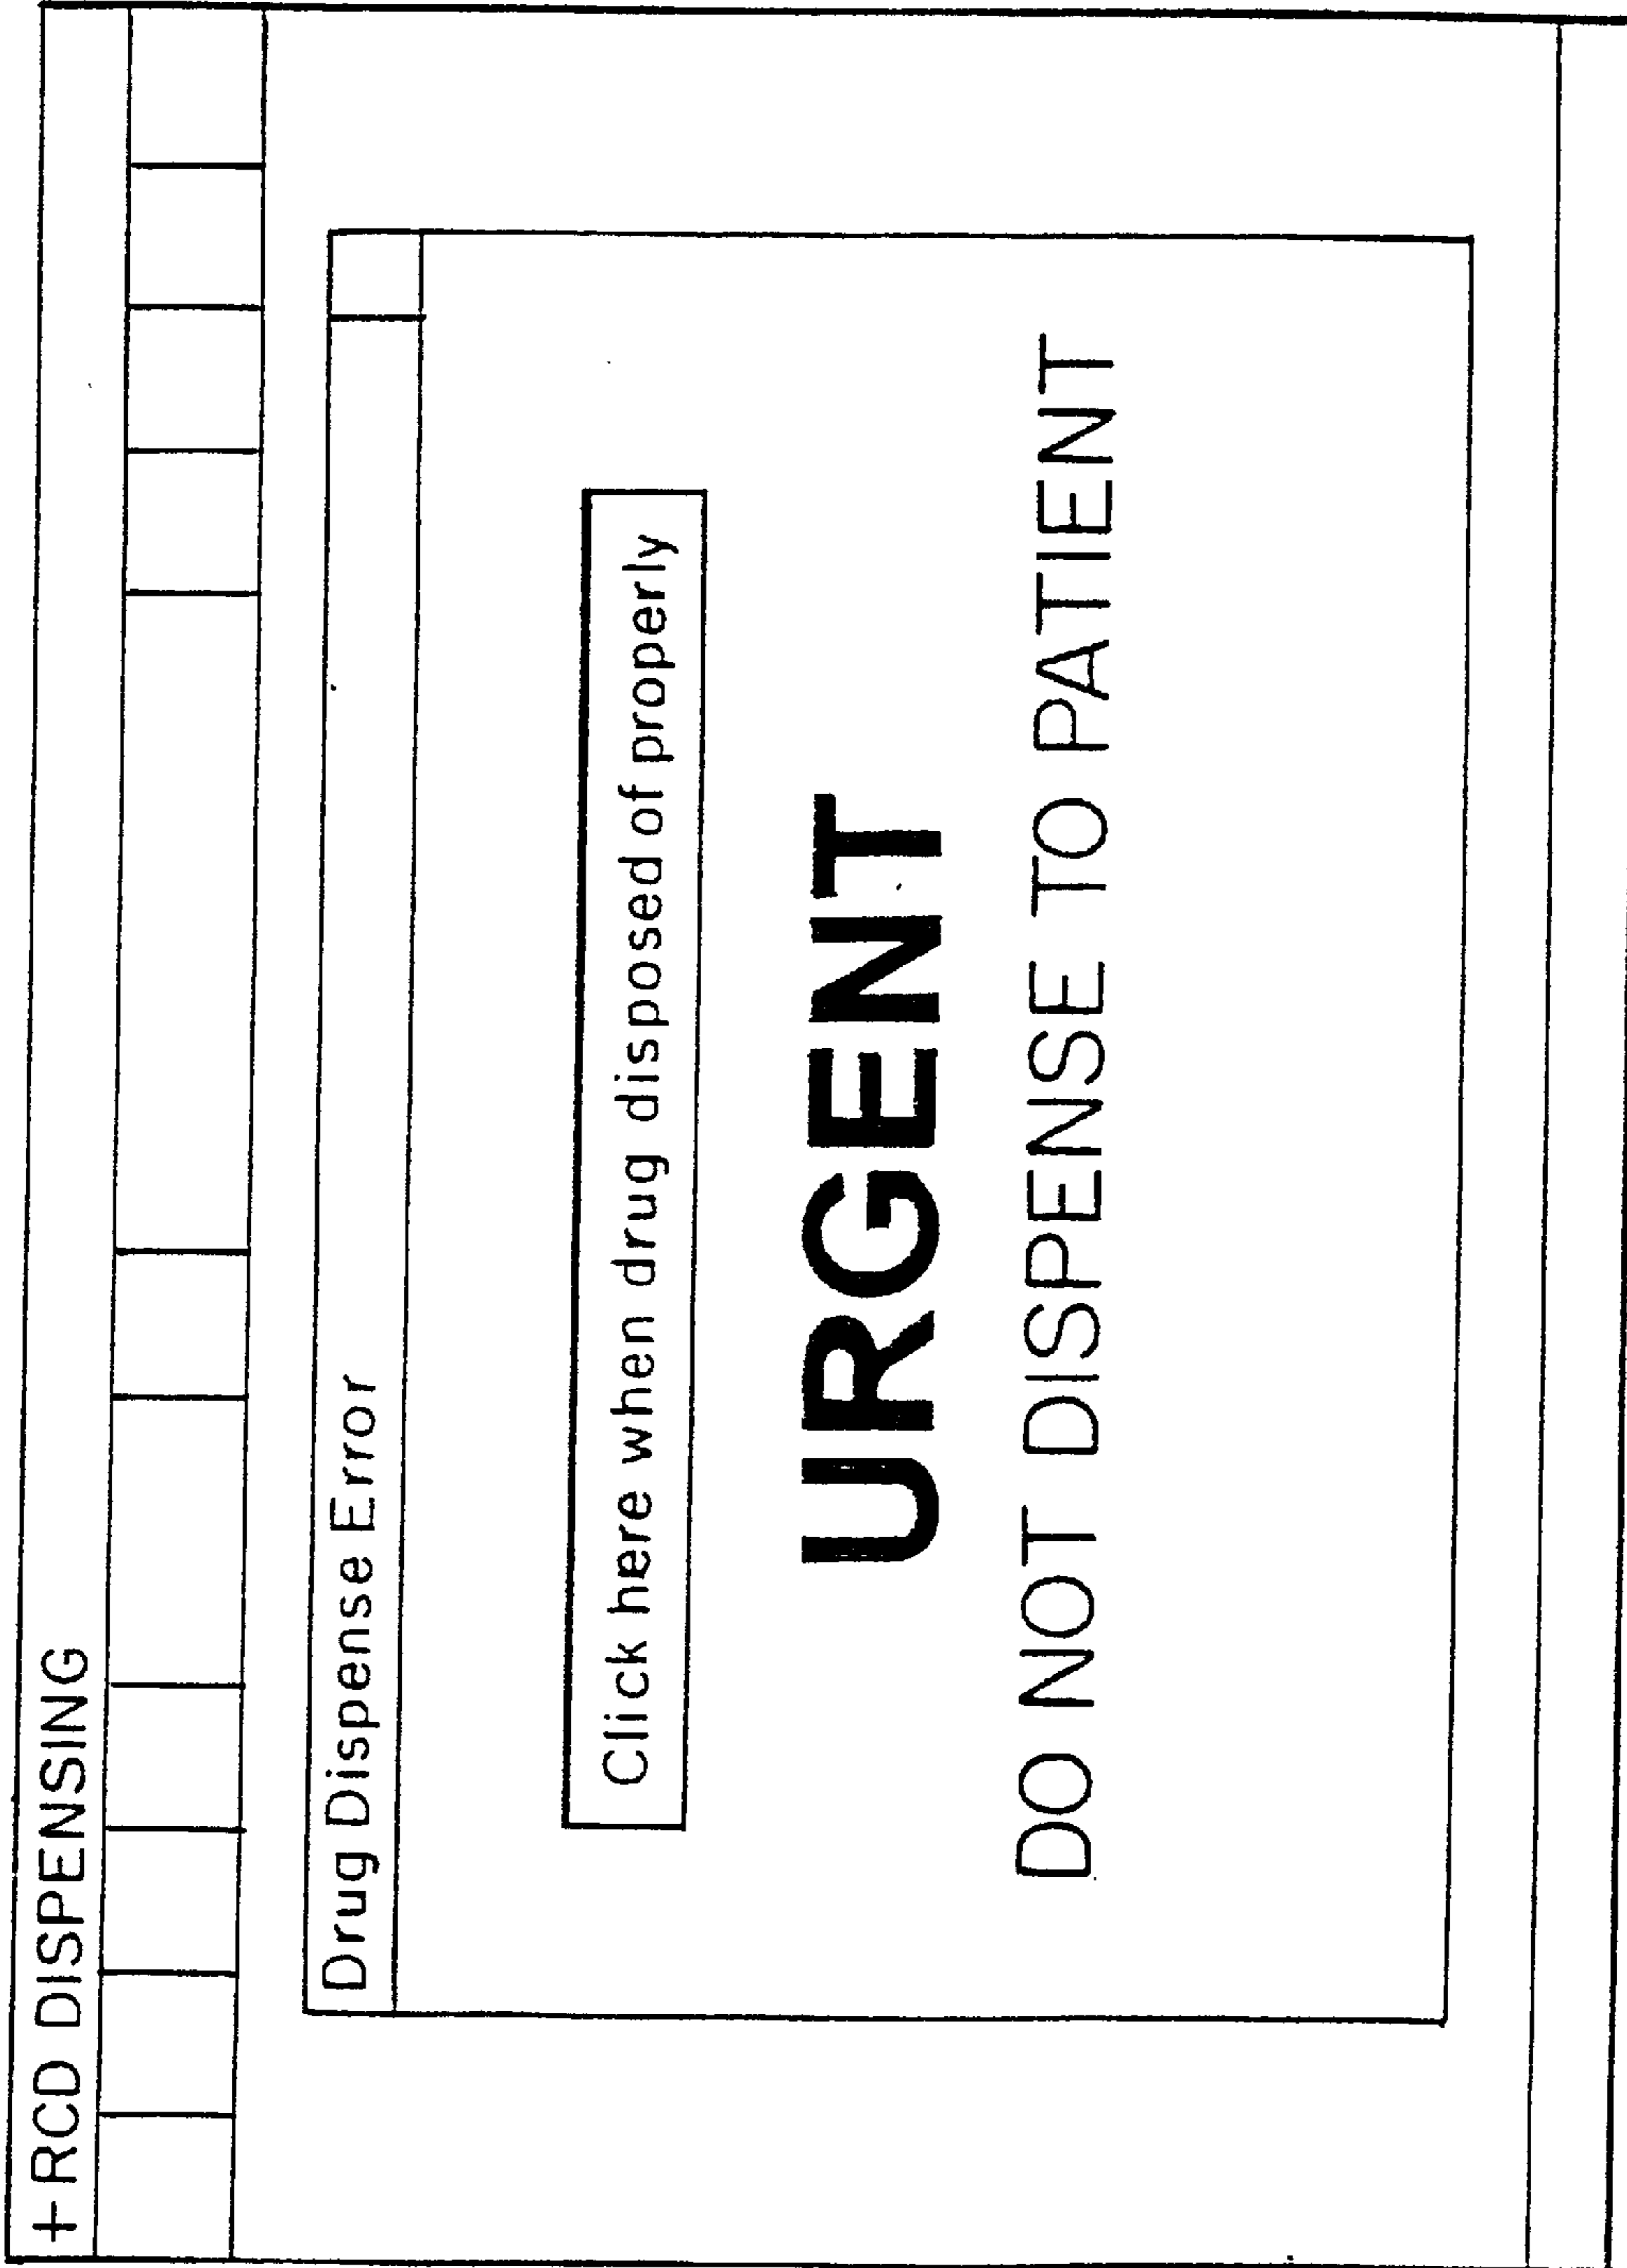 +RCD DISPENSING
Drug Dispense Error
Click here when drug disposed of properly
URGENT
DO NOT DISPENSE TO PATIENT